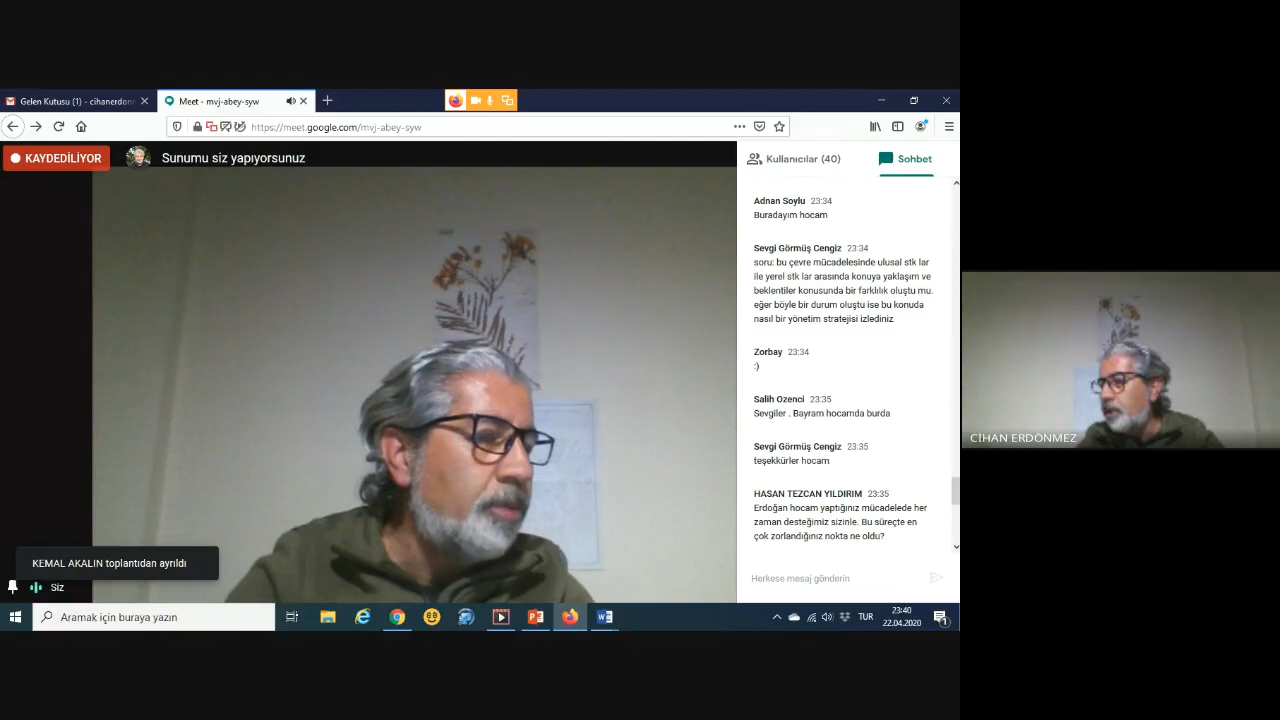 Gelen Kutusu (1) - cihanerdonm
Meet - mvj-abey-syw
https://meet.google.com/mvj-abey-syw
KAYDEDİLİYOR
Sunumu siz yapıyorsunuz
Kullanıcılar (40)
Sohbet
Adnan Soylu 23:34
Buradayım hocam
Sevgi Görmüş Cengiz 23:34
soru: bu çevre mücadelesinde ulusal stk lar
ile yerel stk lar arasında konuya yaklaşım ve
beklentiler konusunda bir farklılık oluştu mu.
eğer böyle bir durum oluştu ise bu konuda
nasıl bir yönetim stratejisi izlediniz
Zorbay 23:34
:)
Salih Ozenci 23:35
Sevgiler . Bayram hocamda burda
Sevgi Görmüş Cengiz 23:35
teşekkürler hocam
HASAN TEZCAN YILDIRIM 23:35
Erdoğan hocam yaptığınız mücadelede her
zaman desteğimiz sizinle. Bu süreçte en
çok zorlandığınız nokta ne oldu?
Herkese mesaj gönderin
KEMAL AKALIN toplantıdan ayrıldı
Siz
CİHAN ERDÖNMEZ
Aramak için buraya yazın
TUR
23:40
22.04.2020
1